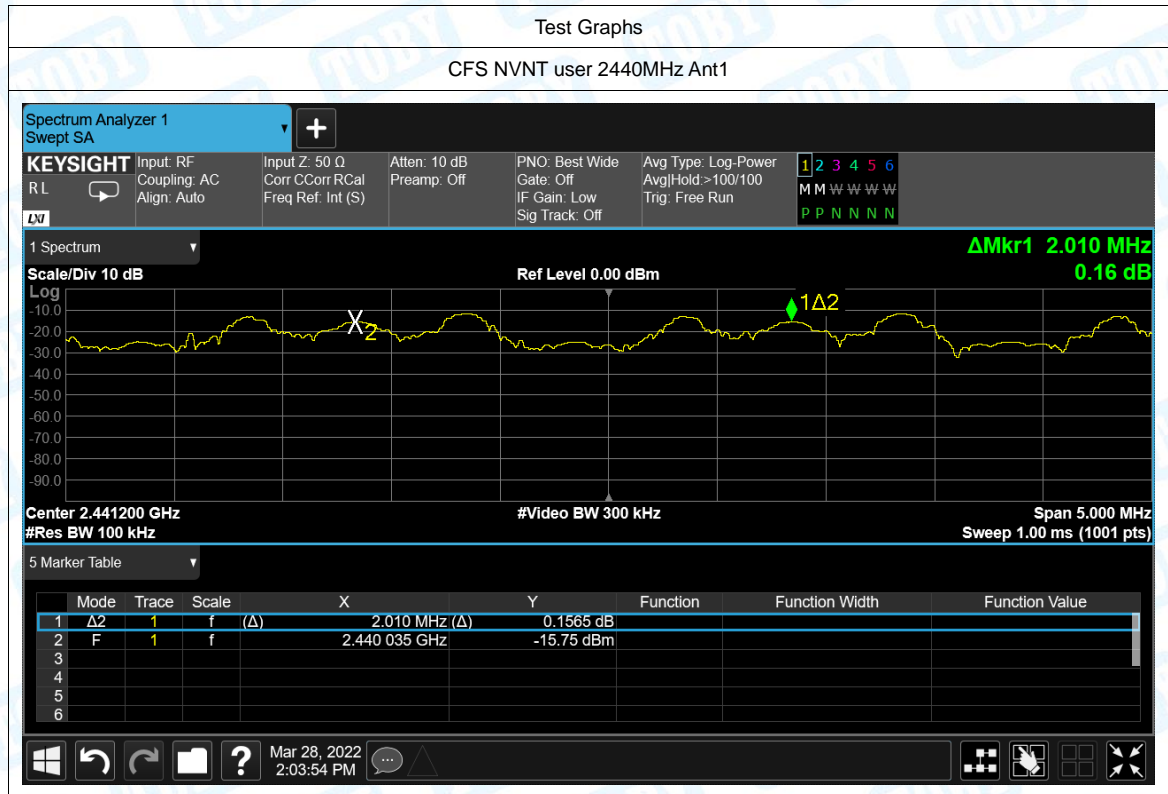 Test Graphs
CFS NVNT user 2440MHz Ant1
Spectrum Analyzer 1
Swept SA
+
KEYSIGHT Input: RF Input Z: 50 Ω Atten: 10 dB PNO: Best Wide Avg Type: Log-Power 1 2 3 4 5 6
RL Coupling: AC Corr CCorr RCal Preamp: Off Gate: Off Avg|Hold:>100/100 M M W W W W
Align: Auto Freq Ref: Int (S) IF Gain: Low Trig: Free Run
LXI Sig Track: Off P P N N N N
1 Spectrum ΔMkr1 2.010 MHz
Scale/Div 10 dB Ref Level 0.00 dBm 0.16 dB
Log
1Δ2
-10.0
2
-20.0
-30.0
-40.0
-50.0
-60.0
-70.0
-80.0
-90.0
Center 2.441200 GHz #Video BW 300 kHz Span 5.000 MHz
#Res BW 100 kHz Sweep 1.00 ms (1001 pts)
5 Marker Table
Mode Trace Scale X Y Function Function Width Function Value
1 Δ2 1 f (Δ) 2.010 MHz (Δ) 0.1565 dB
2 F 1 f 2.440 035 GHz -15.75 dBm
3
4
5
6
? Mar 28, 2022
2:03:54 PM
TOBY